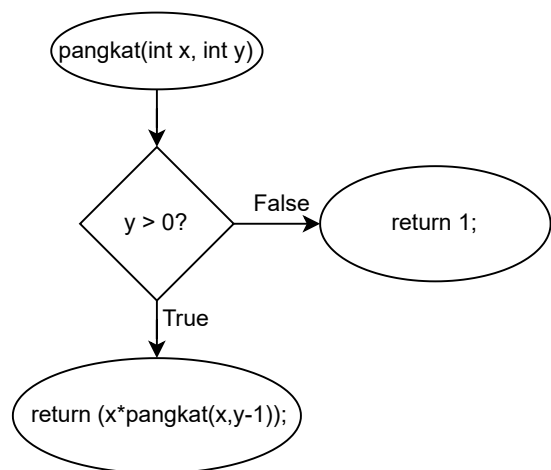 pangkat(int x, int y)
y > 0?
False
return 1;
True
return (x*pangkat(x,y-1));